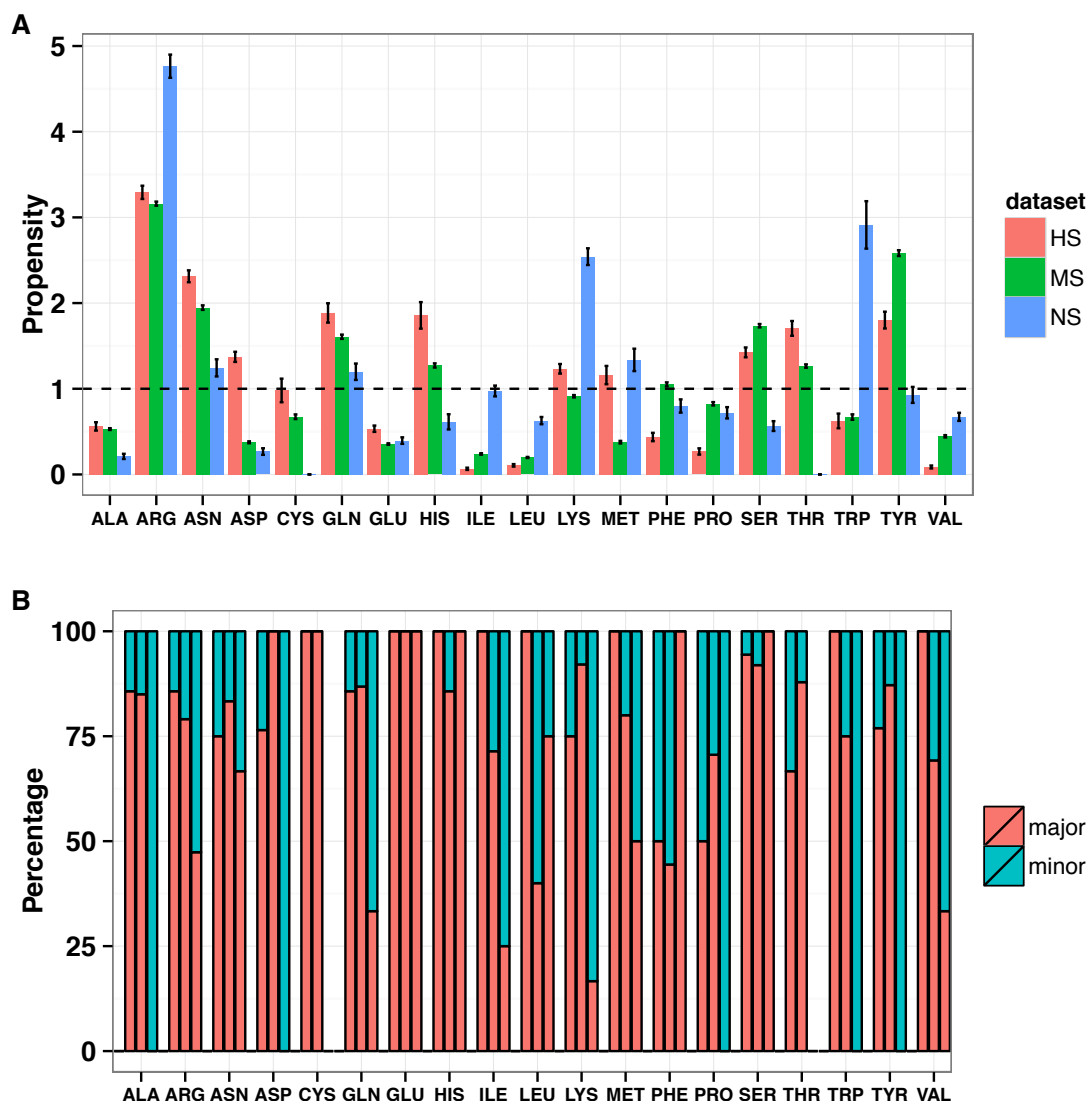 A
5
4
3
2
1
0
Propensity
ALA ARG ASN ASP CYS GLN GLU HIS ILE LEU LYS MET PHE PRO SER THR TRP TYR VAL
dataset
HS
MS
NS
B
100
75
50
25
0
Percentage
ALA ARG ASN ASP CYS GLN GLU HIS ILE LEU LYS MET PHE PRO SER THR TRP TYR VAL
major
minor